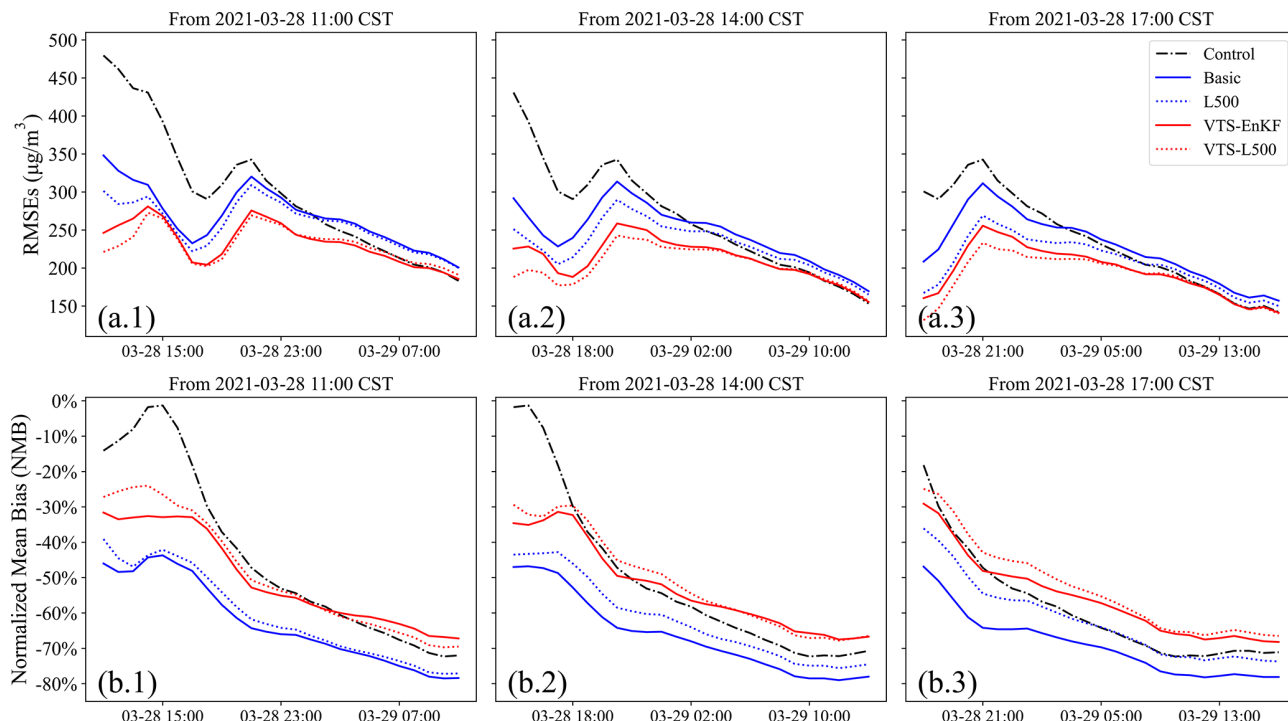 From 2021-03-28 11:00 CST
From 2021-03-28 14:00 CST
From 2021-03-28 17:00 CST
RMSEs (μg/m³)
500
450
400
350
300
250
200
150
Control
Basic
L500
VTS-EnKF
VTS-L500
(a.1)
(a.2)
(a.3)
03-28 15:00
03-28 23:00
03-29 07:00
03-28 18:00
03-29 02:00
03-29 10:00
03-28 21:00
03-29 05:00
03-29 13:00
From 2021-03-28 11:00 CST
From 2021-03-28 14:00 CST
From 2021-03-28 17:00 CST
Normalized Mean Bias (NMB)
0%
-10%
-20%
-30%
-40%
-50%
-60%
-70%
-80%
(b.1)
(b.2)
(b.3)
03-28 15:00
03-28 23:00
03-29 07:00
03-28 18:00
03-29 02:00
03-29 10:00
03-28 21:00
03-29 05:00
03-29 13:00